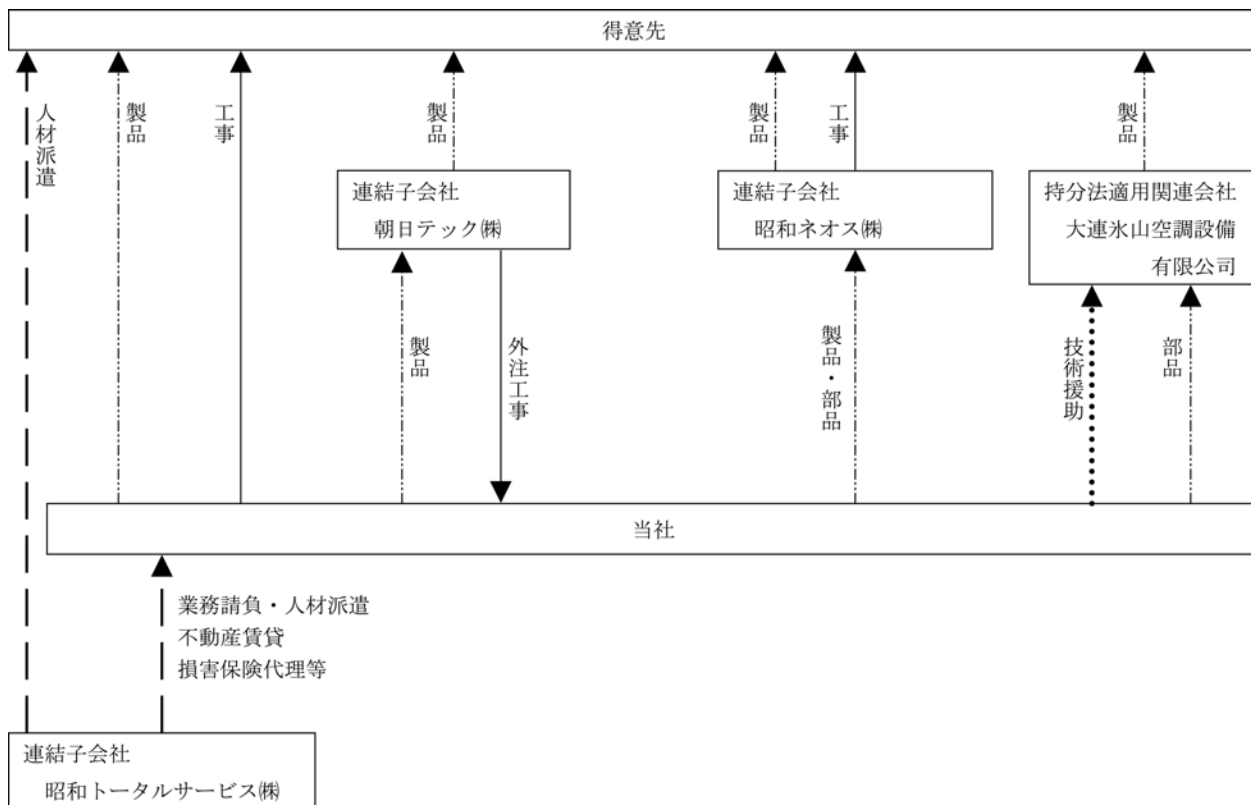 得意先
人材派遣
製品
工事
製品
製品
工事
製品
連結子会社
朝日テック㈱
連結子会社
昭和ネオス㈱
持分法適用関連会社
大連氷山空調設備
有限公司
製品
外注工事
製品・部品
技術援助
部品
当社
業務請負・人材派遣
不動産賃貸
損害保険代理等
連結子会社
昭和トータルサービス㈱